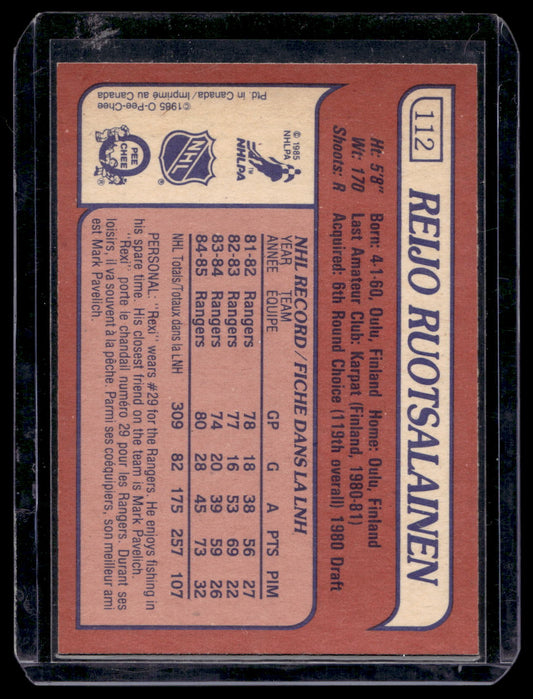 112
REIJO RUOTSALAINEN
Ht: 5'8" Born: 4-1-60, Oulu, Finland Home: Oulu, Finland
Wt: 170 Last Amateur Club: Karpat (Finland, 1980-81)
Shoots: R Acquired: 6th Round Choice (119th overall) 1980 Draft
NHL RECORD/FICHE DANS LA LNH
YEAR TEAM
ANNÉE ÉQUIPE GP G A PTS PIM
81-82 Rangers 78 18 38 56 27
82-83 Rangers 77 16 53 69 22
83-84 Rangers 74 20 39 59 26
84-85 Rangers 80 28 45 73 32
NHL Totals/Totaux dans la LNH 309 82 175 257 107
PERSONAL: "Rexi" wears #29 for the Rangers. He enjoys fishing in
his spare time. His closest friend on the team is Mark Pavelich.
"Rexi" porte le chandail numéro 29 pour les Rangers. Durant ses
loisirs, il va souvent à la pêche. Parmi ses coéquipiers, son meilleur ami
est Mark Pavelich.
© 1985
NHLPA
NHLPA
TM
NHL
O
PEE
CHEE
©1985 O-Pee-Chee
Ptd. in Canada/Imprimé au Canada